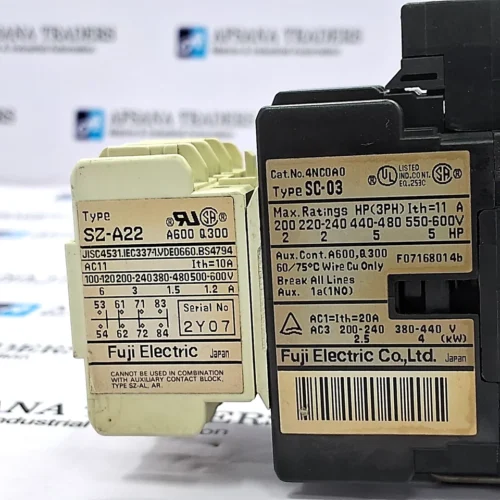 APSANA TRADERS
APSANA TRADERS
Type
SZ-A22
A600 Q300
JISC4531.IEC337-1.VDE0660.BS4794
AC11 Ith=10A
100-120 200-240 380-480 500-600V
6 3 1.5 1.2 A
53 61 71 83
54 62 72 84
Serial No
2Y07
Fuji Electric Japan
CANNOT BE USED IN COMBINATION
WITH AUXILIARY CONTACT BLOCK,
TYPE SZ-AL, AR.
Cat.No.4NC0A0
Type SC-03
LISTED
IND.CONT.
EQ.253C
Max.Ratings HP(3PH) Ith=11 A
200 220-240 440-480 550-600V
2 2 5 5 HP
Aux.Cont.A600,Q300
60/75°C Wire Cu Only
F07168014b
Break All Lines
Aux. 1a(1NO)
AC1=Ith=20A
AC3 200-240 380-440 V
2.5 4 (kW)
Fuji Electric Co.,Ltd. Japan